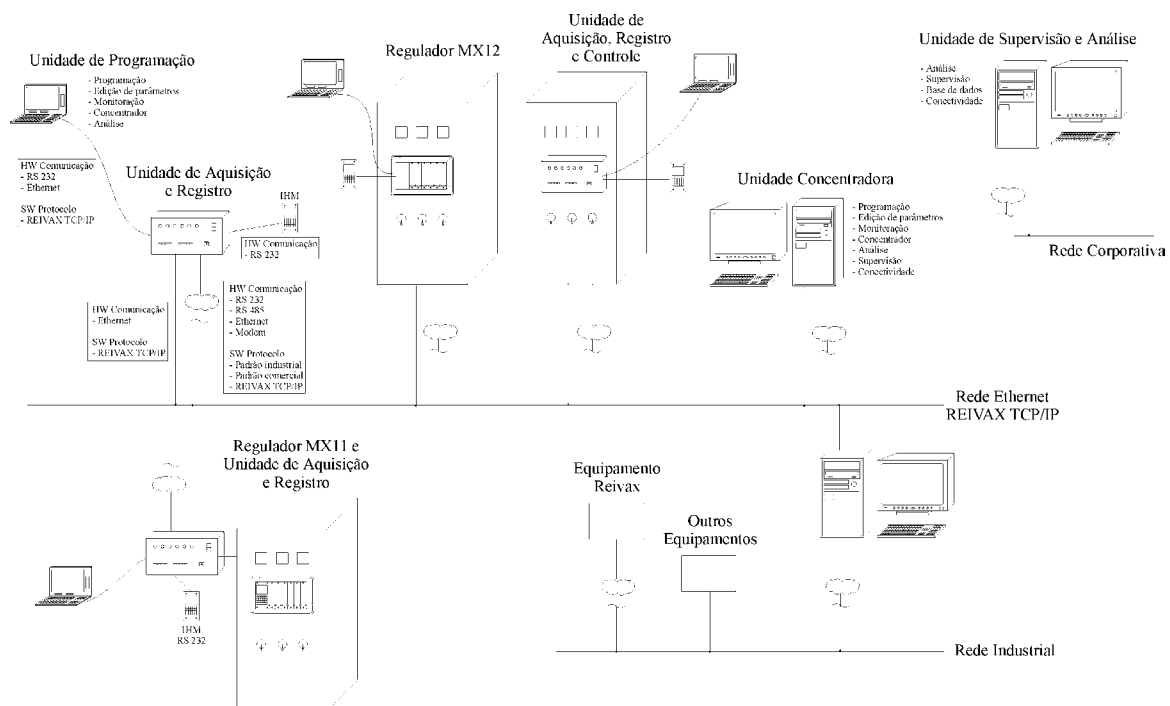 Unidade de Programação
- Programação
- Edição de parâmetros
- Monitoração
- Concentrador
- Análise
HW Comunicação
- RS 232
- Ethernet
SW Protocolo
- REIVAX TCP/IP
Unidade de Aquisição
e Registro
IHM
HW Comunicação
- RS 232
HW Comunicação
- Ethernet
SW Protocolo
- REIVAX TCP/IP
HW Comunicação
- RS 232
- RS 485
- Ethernet
- Modem
SW Protocolo
- Padrão industrial
- Padrão comercial
- REIVAX TCP/IP
Regulador MX12
Unidade de
Aquisição, Registro
e Controle
Unidade Concentradora
- Programação
- Edição de parâmetros
- Monitoração
- Concentrador
- Análise
- Supervisão
- Conectividade
Unidade de Supervisão e Análise
- Análise
- Supervisão
- Base de dados
- Conectividade
Rede Corporativa
Rede Ethernet
REIVAX TCP/IP
Regulador MX11 e
Unidade de Aquisição
e Registro
IHM
RS 232
Equipamento
Reivax
Outros
Equipamentos
Rede Industrial